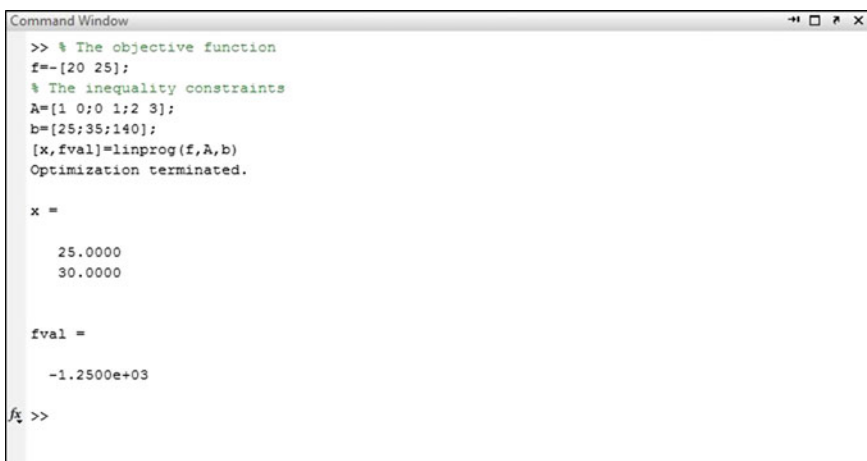 Command Window
>> % The objective function
f=-[20 25];
% The inequality constraints
A=[1 0;0 1;2 3];
b=[25;35;140];
[x,fval]=linprog(f,A,b)
Optimization terminated.
x =
25.0000
30.0000
fval =
-1.2500e+03
fx >>